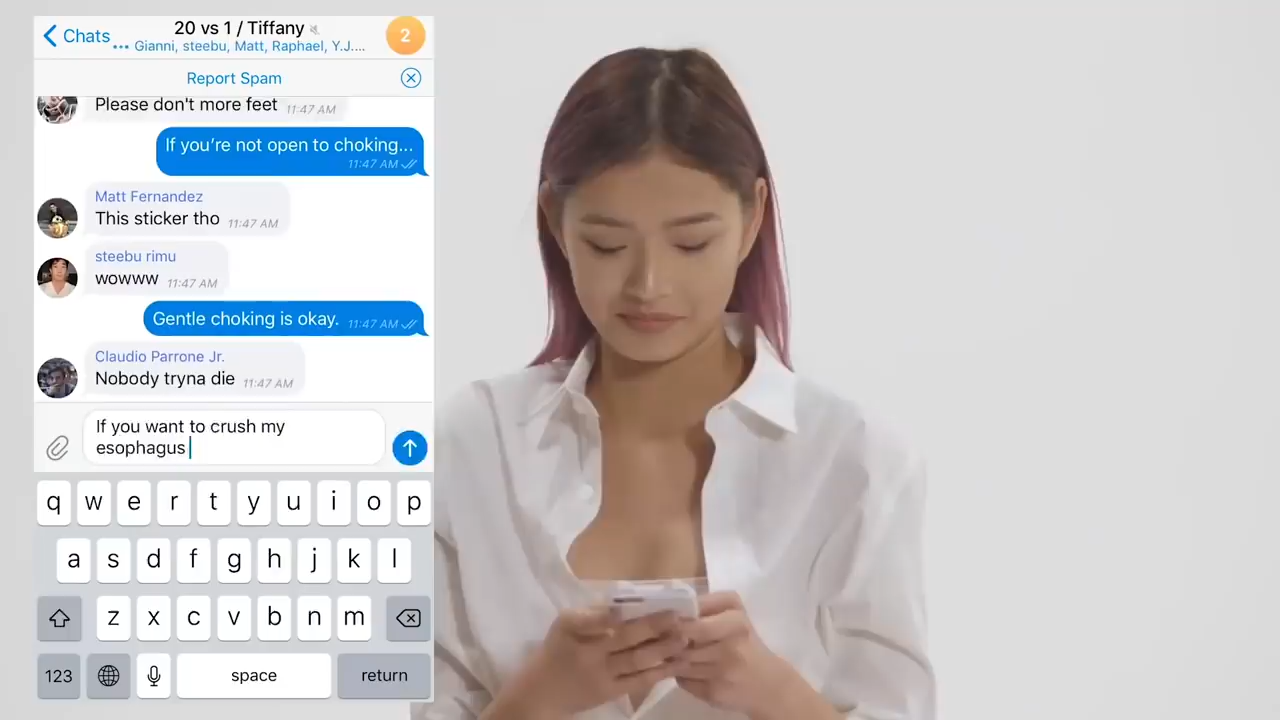 Chats
20 vs 1 / Tiffany
2
Gianni, steebu, Matt, Raphael, Y.J....
Report Spam
Please don't more feet 11:47 AM
If you’re not open to choking...
11:47 AM
Matt Fernandez
This sticker tho 11:47 AM
steebu rimu
wowww 11:47 AM
Gentle choking is okay. 11:47 AM
Claudio Parrone Jr.
Nobody tryna die 11:47 AM
If you want to crush my
esophagus
q w e r t y u i o p
a s d f g h j k l
z x c v b n m
123 space return